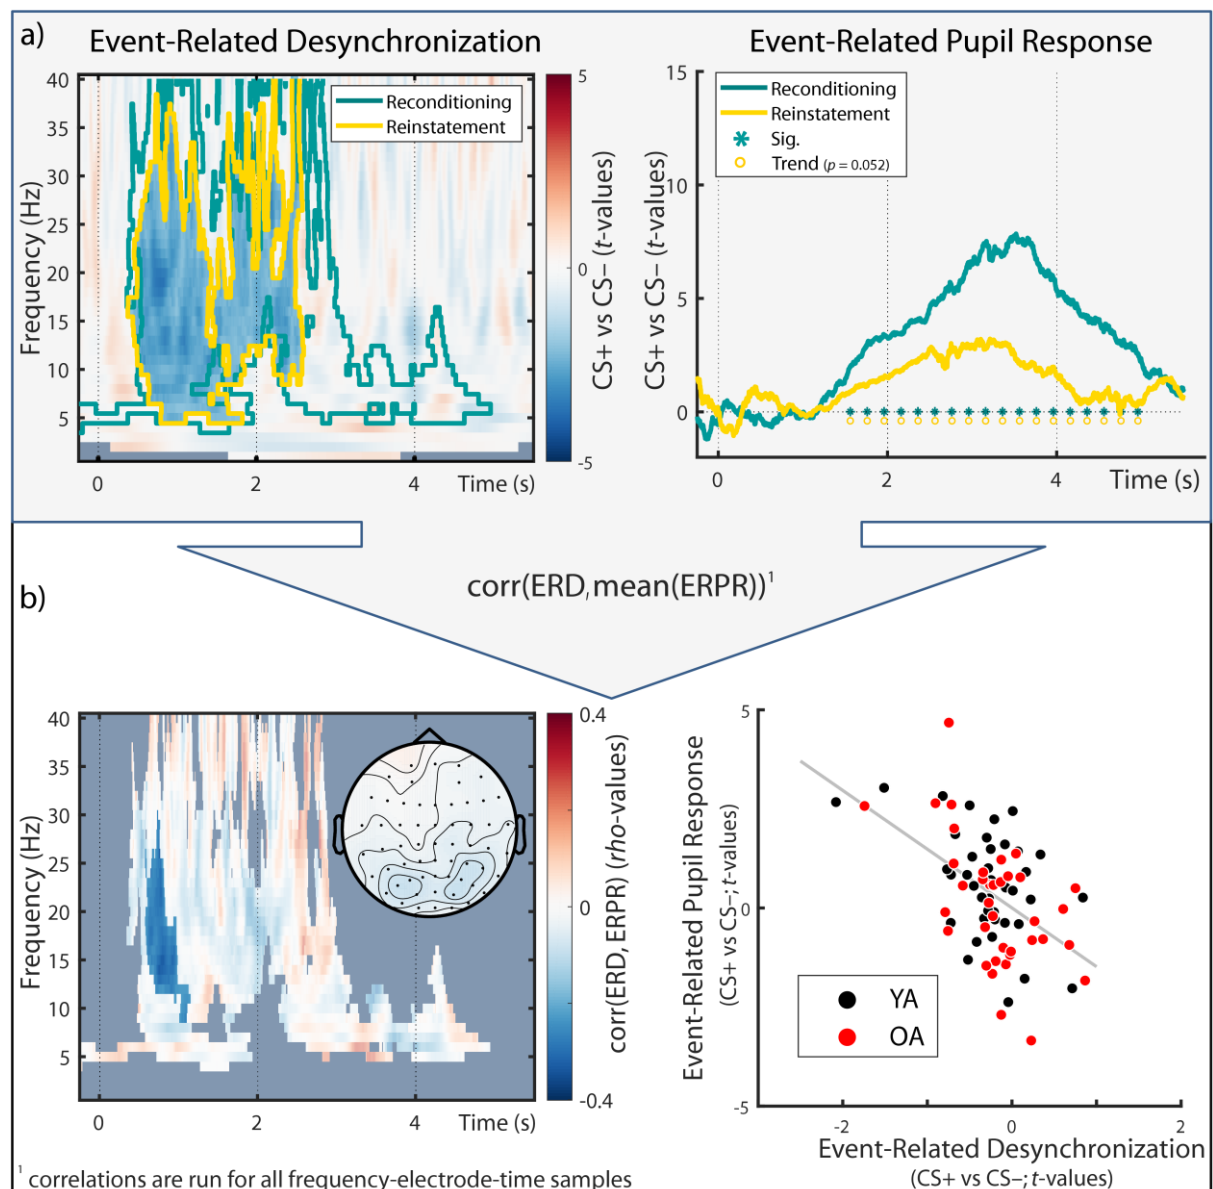 a)
Event-Related Desynchronization
Event-Related Pupil Response
40
35
30
25
20
15
10
5
Frequency (Hz)
Reconditioning
Reinstatement
0
2
4
Time (s)
5
0
-5
CS+ vs CS− (t-values)
15
10
5
0
CS+ vs CS− (t-values)
Reconditioning
Reinstatement
Sig.
Trend (p = 0.052)
0
2
4
Time (s)
corr(ERD,mean(ERPR))¹
b)
40
35
30
25
20
15
10
5
Frequency (Hz)
0
2
4
Time (s)
0.4
0
-0.4
corr(ERD, ERPR) (rho-values)
5
0
-5
Event-Related Pupil Response
(CS+ vs CS−; t-values)
YA
OA
-2
0
2
Event-Related Desynchronization
(CS+ vs CS−; t-values)
¹ correlations are run for all frequency-electrode-time samples